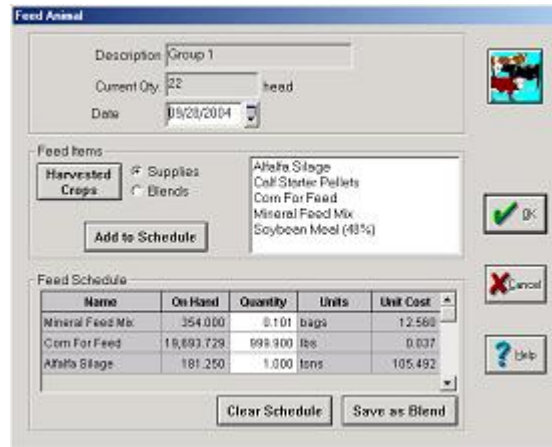 Feed Animal
Description Group 1
Current Qty. 22 head
Date 09/28/2004
Feed Items
Harvested Crops
Supplies
Blends
Add to Schedule
Alfalfa Silage
Calf Starter Pellets
Corn For Feed
Mineral Feed Mix
Soybean Meal (48%)
OK
Cancel
Help
Feed Schedule
Name On Hand Quantity Units Unit Cost
Mineral Feed Mix 354.000 0.101 bags 12.560
Corn For Feed 19,693.729 999.900 lbs 0.037
Alfalfa Silage 181.250 1.000 tons 105.492
Clear Schedule Save as Blend